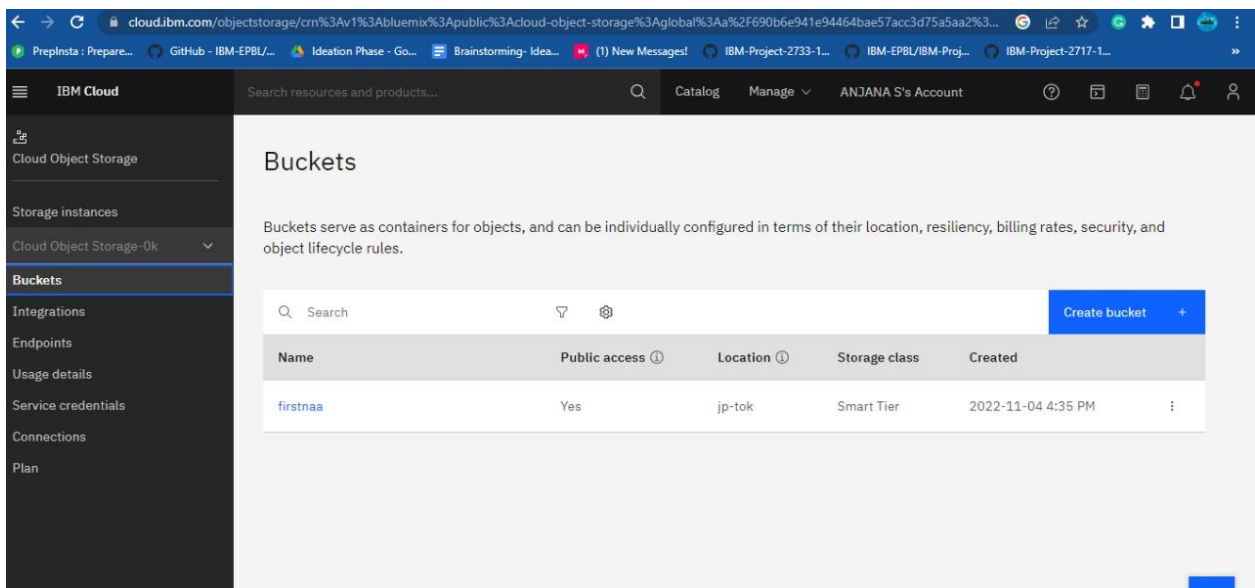 cloud.ibm.com/objectstorage/crn%3Av1%3Abluemix%3Apublic%3Acloud-object-storage%3Aglobal%3Aa%2F690b6e941e94464bae57acc3d75a5aa2%3...
PrepInsta : Prepare... GitHub - IBM-EPBL/... Ideation Phase - Go... Brainstorming- Idea... (1) New Messages! IBM-Project-2733-1... IBM-EPBL/IBM-Proj... IBM-Project-2717-1... »
IBM Cloud Search resources and products... Catalog Manage ANJANA S's Account
Cloud Object Storage
Storage instances
Cloud Object Storage-0k
Buckets
Integrations
Endpoints
Usage details
Service credentials
Connections
Plan
Buckets
Buckets serve as containers for objects, and can be individually configured in terms of their location, resiliency, billing rates, security, and
object lifecycle rules.
Search Create bucket +
Name Public access Location Storage class Created
firstnaa Yes jp-tok Smart Tier 2022-11-04 4:35 PM